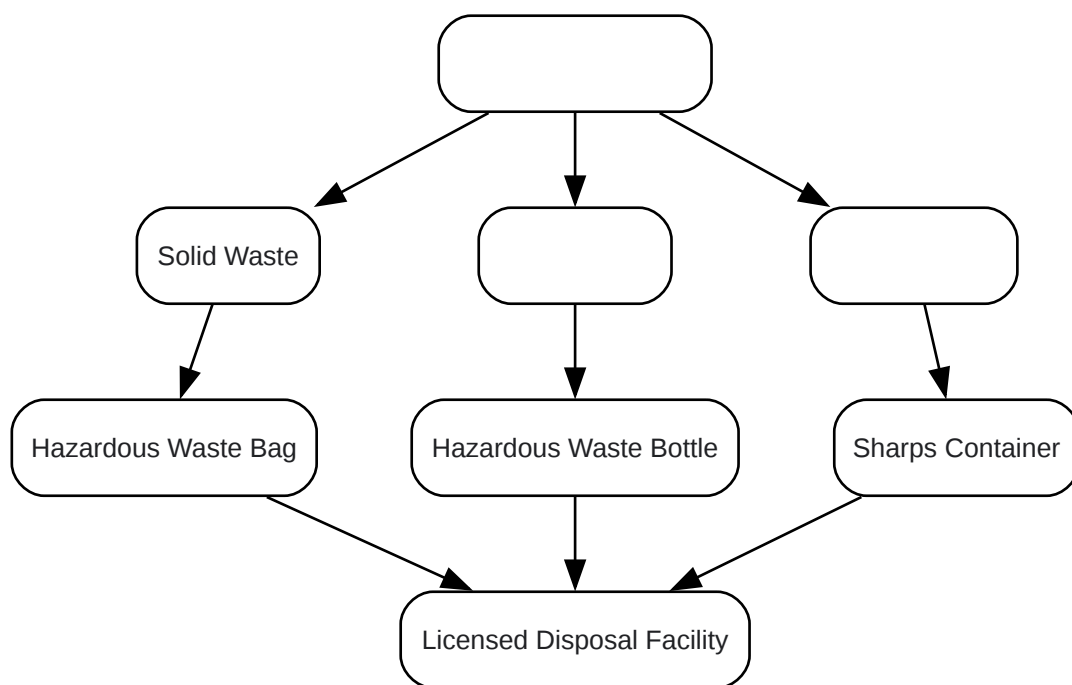 Solid Waste
Hazardous Waste Bag
Hazardous Waste Bottle
Sharps Container
Licensed Disposal Facility